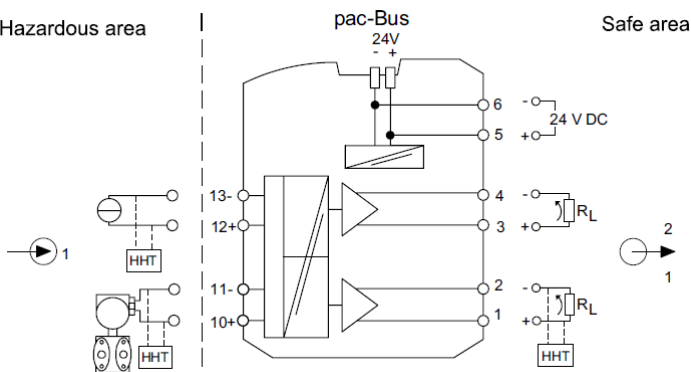 Hazardous area
pac-Bus
Safe area
24V
- +
6
-
24 V DC
5
+
13-
4
-
RL
12+
3
+
HHT
1
2
1
11-
2
-
RL
10+
1
+
HHT
HHT